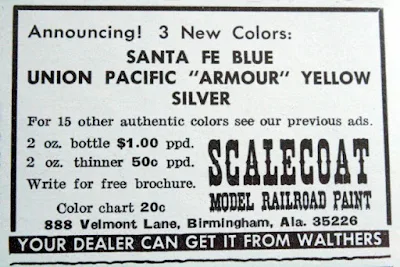 Announcing! 3 New Colors:
SANTA FE BLUE
UNION PACIFIC "ARMOUR" YELLOW
SILVER
For 15 other authentic colors see our previous ads.
2 oz. bottle $1.00 ppd.
2 oz. thinner 50c ppd.
Write for free brochure.
Color chart 20c
SCALECOAT
MODEL RAILROAD PAINT
888 Velmont Lane, Birmingham, Ala. 35226
YOUR DEALER CAN GET IT FROM WALTHERS